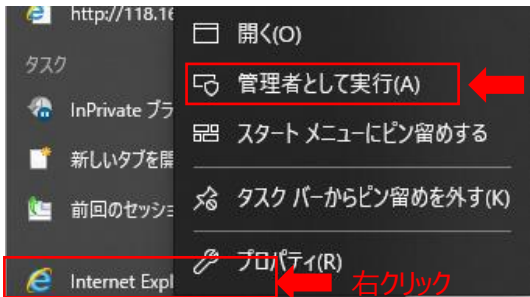 http://118.16
タスク
InPrivate ブラ
新しいタブを開
前回のセッショ
Internet Expl
開く(O)
管理者として実行(A)
スタート メニューにピン留めする
タスク バーからピン留めを外す(K)
プロパティ(R)
右クリック